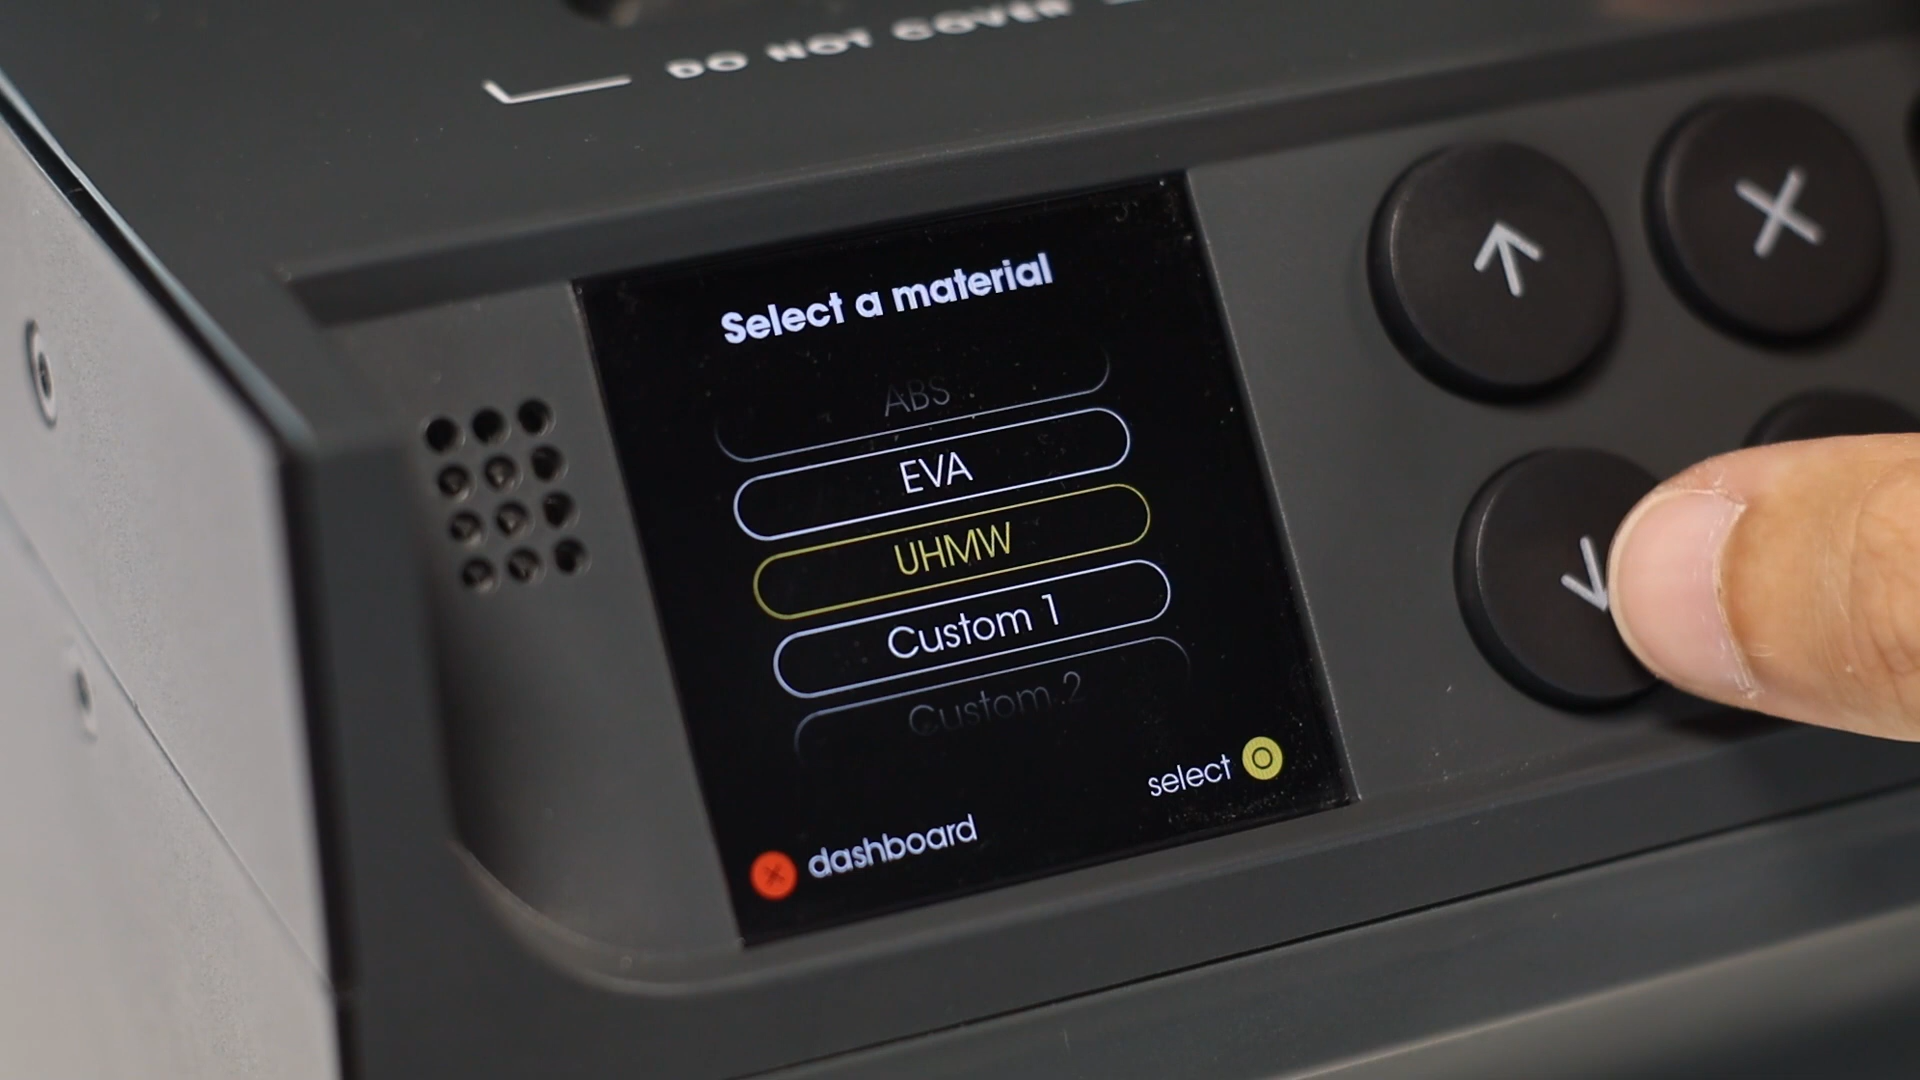 DO NOT COVER
Select a material
ABS
EVA
UHMW
Custom 1
Custom 2
select
dashboard